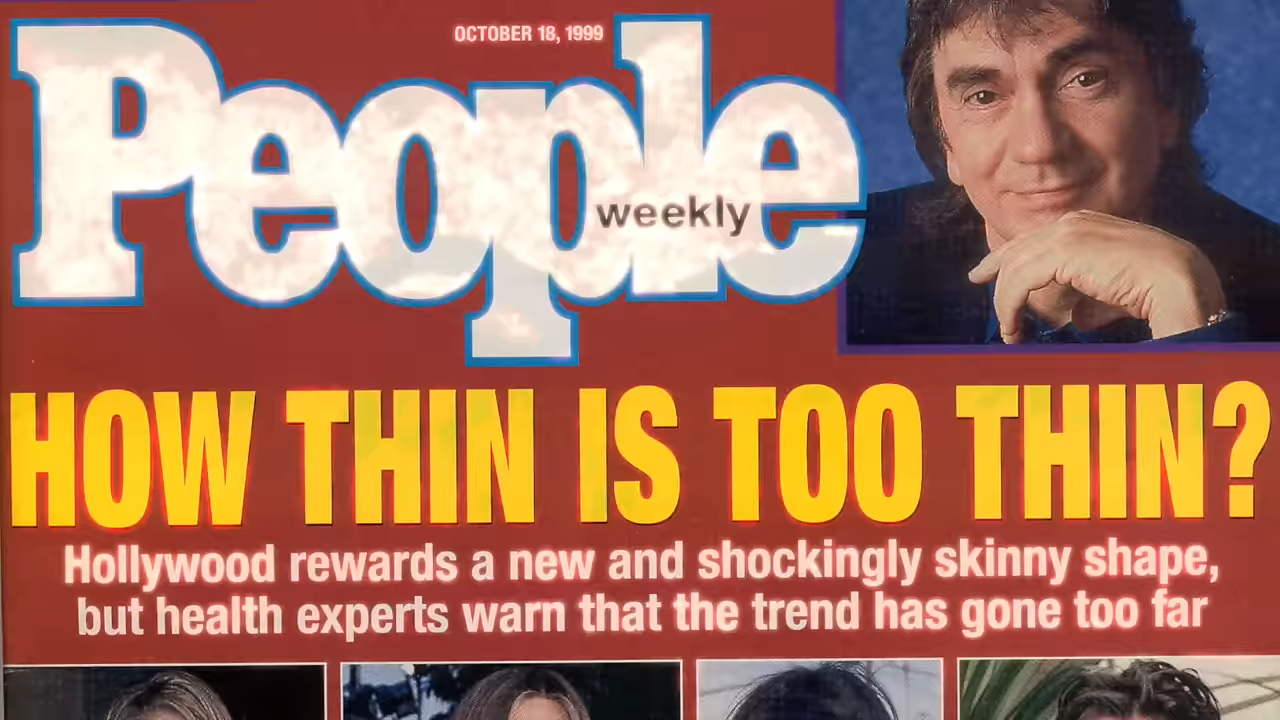 OCTOBER 18, 1999
People
weekly
HOW THIN IS TOO THIN?
Hollywood rewards a new and shockingly skinny shape,
but health experts warn that the trend has gone too far